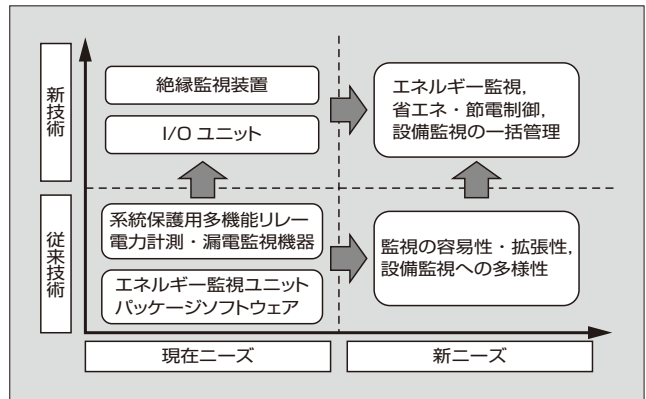 新技術
絶縁監視装置
I/O ユニット
エネルギー監視,
省エネ・節電制御,
設備監視の一括管理
従来技術
系統保護用多機能リレー
電力計測・漏電監視機器
エネルギー監視ユニット
パッケージソフトウェア
監視の容易性・拡張性,
設備監視への多様性
現在ニーズ
新ニーズ